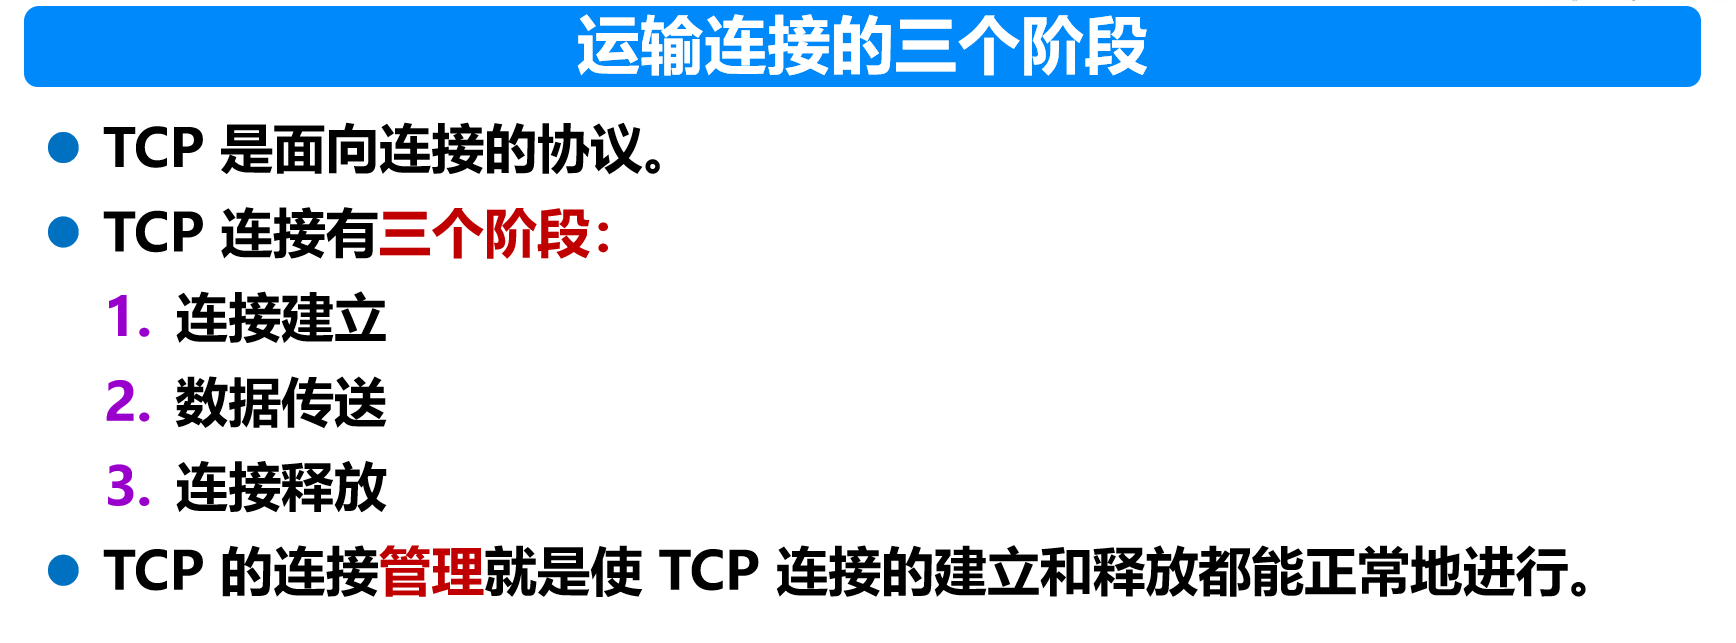 运输连接的三个阶段
TCP 是面向连接的协议。
TCP 连接有三个阶段：
1. 连接建立
2. 数据传送
3. 连接释放
TCP 的连接管理就是使 TCP 连接的建立和释放都能正常地进行。